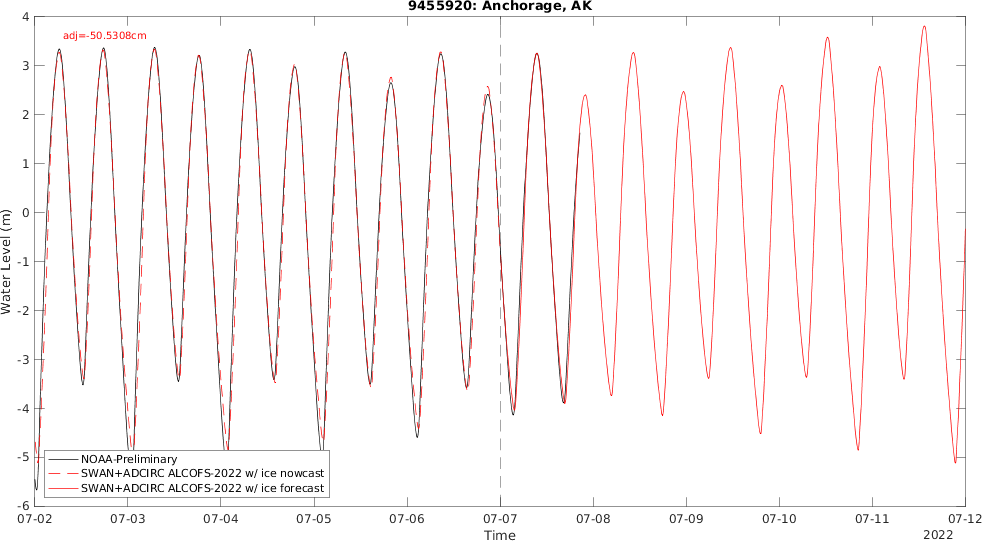 9455920: Anchorage, AK
adj=-50.5308cm
4
3
2
1
0
-1
-2
-3
-4
-5
-6
Water Level (m)
NOAA-Preliminary
SWAN+ADCIRC ALCOFS-2022 w/ ice nowcast
SWAN+ADCIRC ALCOFS-2022 w/ ice forecast
07-02 07-03 07-04 07-05 07-06 07-07 07-08 07-09 07-10 07-11 07-12
Time
2022